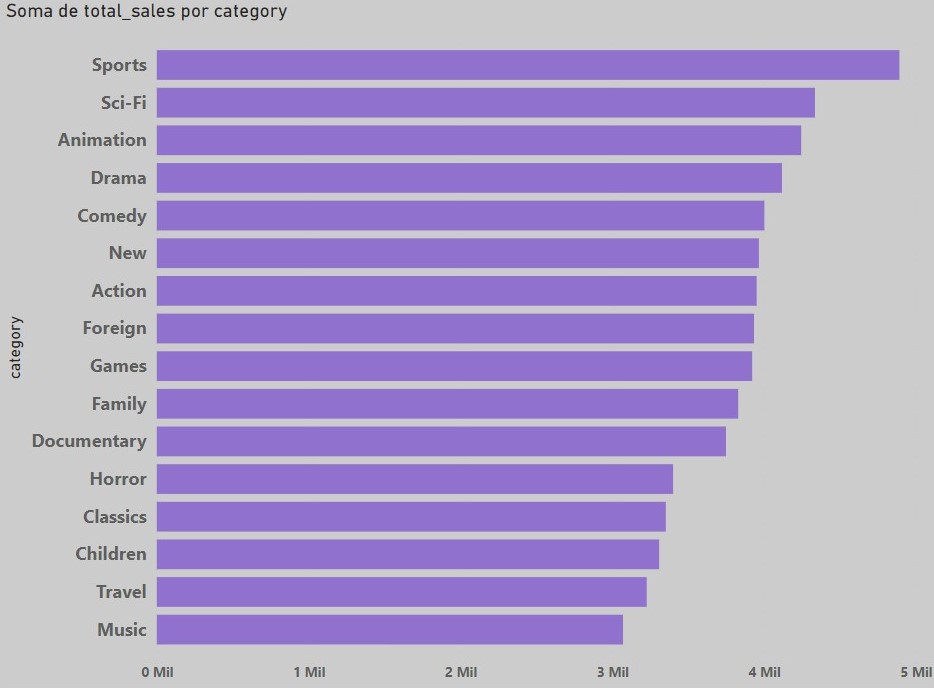 Soma de total_sales por category
category
Sports
Sci-Fi
Animation
Drama
Comedy
New
Action
Foreign
Games
Family
Documentary
Horror
Classics
Children
Travel
Music
0 Mil 1 Mil 2 Mil 3 Mil 4 Mil 5 Mil